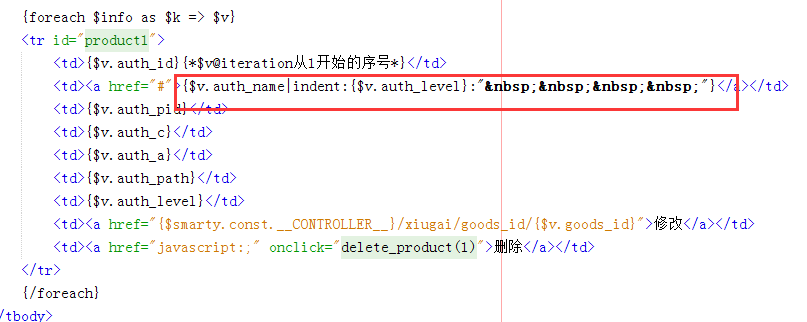 {foreach $info as $k => $v}
<tr id="product1">
<td>{$v.auth_id}{*$v@iteration从1开始的序号*}</td>
<td><a href="#">{$v.auth_name|indent:{$v.auth_level}:"&nbsp;&nbsp;&nbsp;&nbsp;"}</a></td>
<td>{$v.auth_pid}</td>
<td>{$v.auth_c}</td>
<td>{$v.auth_a}</td>
<td>{$v.auth_path}</td>
<td>{$v.auth_level}</td>
<td><a href="{$smarty.const.__CONTROLLER__}/xiugai/goods_id/{$v.goods_id}">修改</a></td>
<td><a href="javascript:;" onclick="delete_product(1)">删除</a></td>
</tr>
{/foreach}
/tbody>